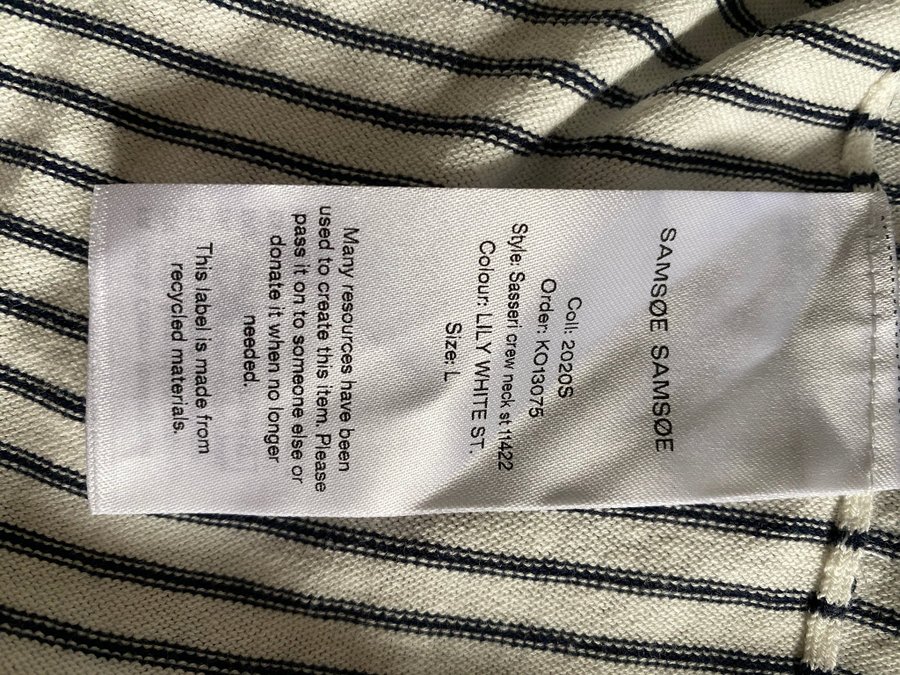 SAMSØE SAMSØE
Coll: 2020S
Order: KO13075
Style: Sasseri crew neck st 11422
Colour: LILY WHITE ST.
Size: L
Many resources have been
used to create this item. Please
pass it on to someone else or
donate it when no longer
needed.
This label is made from
recycled materials.